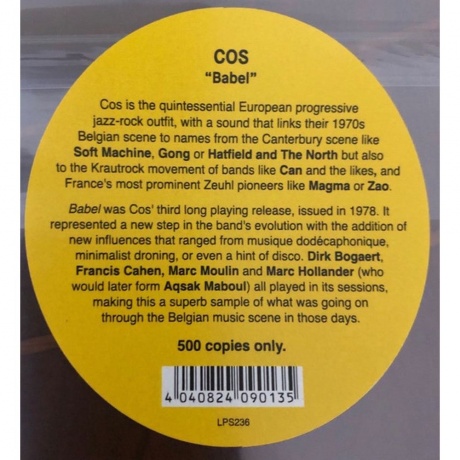 COS
“Babel”
Cos is the quintessential European progressive
jazz-rock outfit, with a sound that links their 1970s
Belgian scene to names from the Canterbury scene like
Soft Machine, Gong or Hatfield and The North but also
to the Krautrock movement of bands like Can and the likes, and
France's most prominent Zeuhl pioneers like Magma or Zao.
Babel was Cos' third long playing release, issued in 1978. It
represented a new step in the band's evolution with the addition of
new influences that ranged from musique dodécaphonique,
minimalist droning, or even a hint of disco. Dirk Bogaert,
Francis Cahen, Marc Moulin and Marc Hollander (who
would later form Aqsak Maboul) all played in its sessions,
making this a superb sample of what was going on
through the Belgian music scene in those days.
500 copies only.
4 040824 090135
LPS236